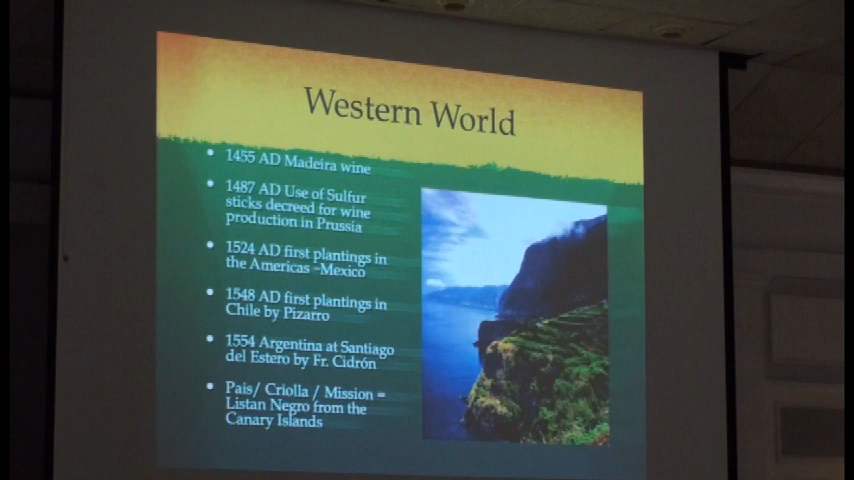 Western World
• 1455 AD Madeira wine
• 1487 AD Use of Sulfur
sticks decreed for wine
production in Prussia
• 1524 AD first plantings in
the Americas –Mexico
• 1548 AD first plantings in
Chile by Pizarro
• 1554 Argentina at Santiago
del Estero by Fr. Cidrón
• País/ Criolla / Mission =
Listan Negro from the
Canary Islands